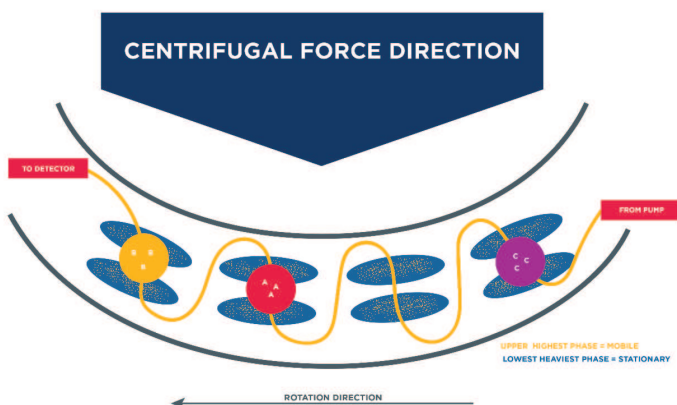 CENTRIFUGAL FORCE DIRECTION
TO DETECTOR
FROM PUMP
B B
B
A A
A
C C
C
UPPER HIGHEST PHASE = MOBILE
LOWEST HEAVIEST PHASE = STATIONARY
ROTATION DIRECTION